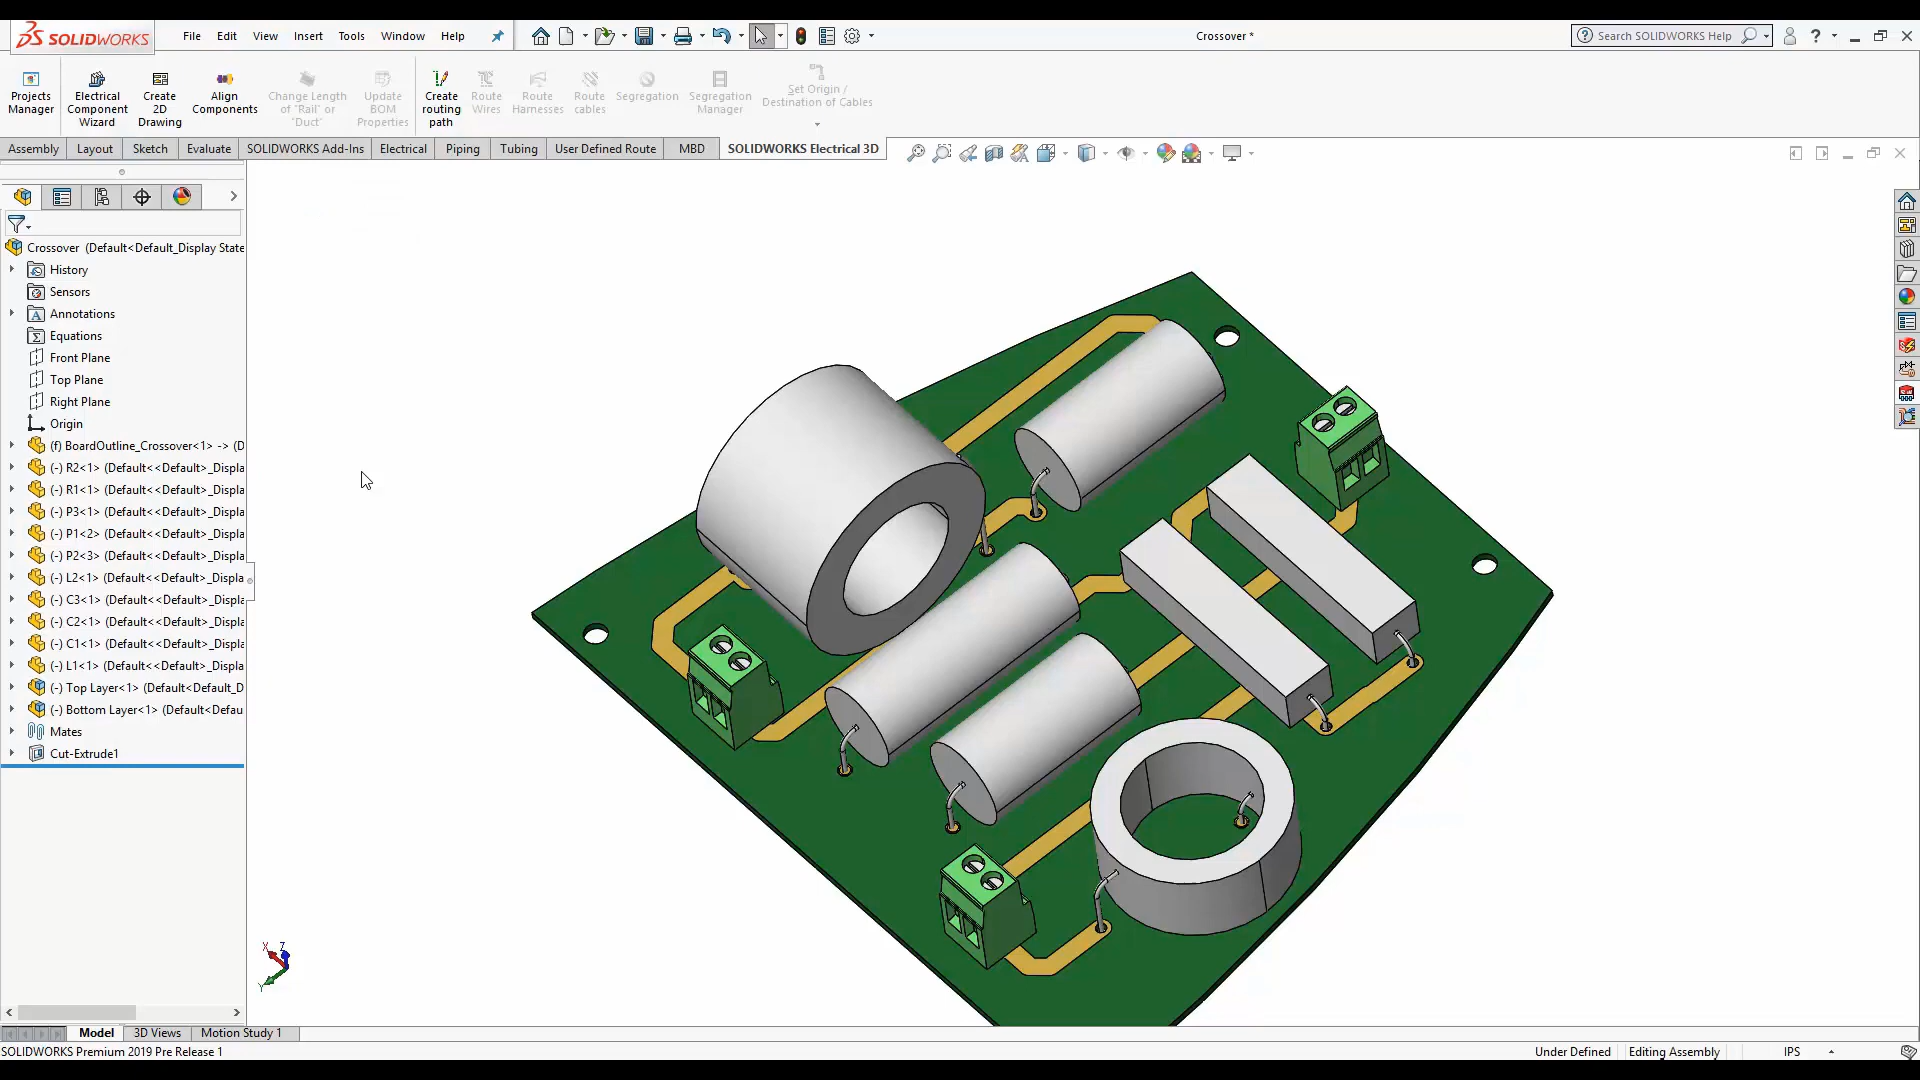 SOLIDWORKS File Edit View Insert Tools Window Help Crossover * Search SOLIDWORKS Help ?
Projects Manager
Electrical Component Wizard
Create 2D Drawing
Align Components
Change Length of "Rail" or "Duct"
Update BOM Properties
Create routing path
Route Wires
Route Harnesses
Route cables
Segregation
Segregation Manager
Set Origin / Destination of Cables
Assembly Layout Sketch Evaluate SOLIDWORKS Add-Ins Electrical Piping Tubing User Defined Route MBD SOLIDWORKS Electrical 3D
Crossover (Default<Default_Display State
History
Sensors
Annotations
Equations
Front Plane
Top Plane
Right Plane
Origin
(f) BoardOutline_Crossover<1> -> (D
(-) R2<1> (Default<<Default>_Displa
(-) R1<1> (Default<<Default>_Displa
(-) P3<1> (Default<<Default>_Displa
(-) P1<2> (Default<<Default>_Displa
(-) P2<3> (Default<<Default>_Displa
(-) L2<1> (Default<<Default>_Displa
(-) C3<1> (Default<<Default>_Displa
(-) C2<1> (Default<<Default>_Displa
(-) C1<1> (Default<<Default>_Displa
(-) L1<1> (Default<<Default>_Displa
(-) Top Layer<1> (Default<Default_D
(-) Bottom Layer<1> (Default<Defau
Mates
Cut-Extrude1
X Z
Y
Model 3D Views Motion Study 1
SOLIDWORKS Premium 2019 Pre Release 1 Under Defined Editing Assembly IPS